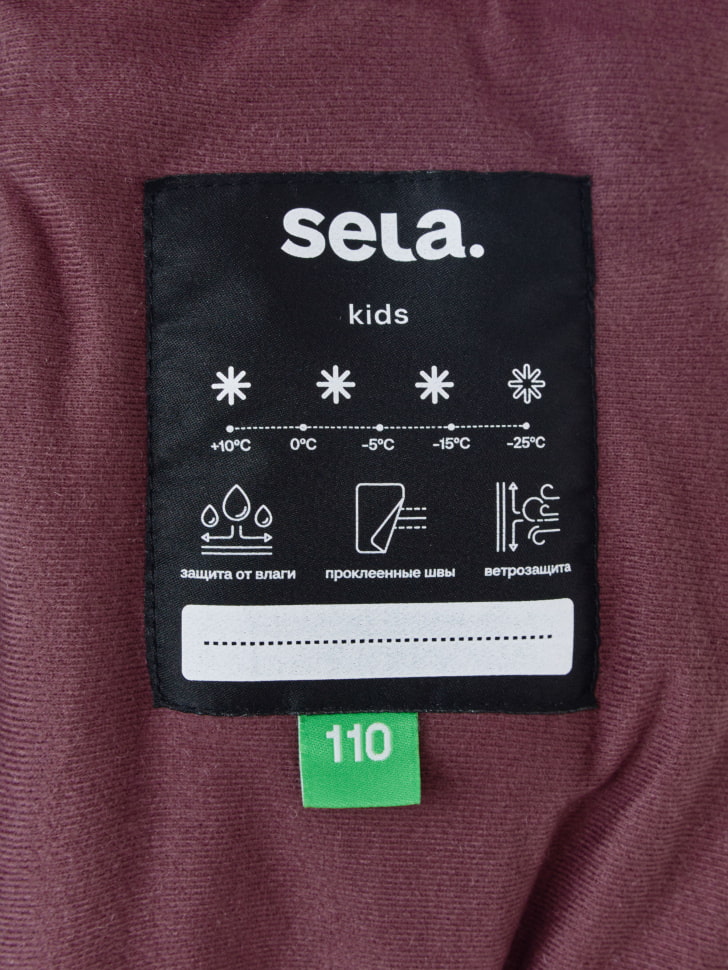 sela.
kids
+10°C 0°C -5°C -15°C -25°C
защита от влаги проклеенные швы ветрозащита
110